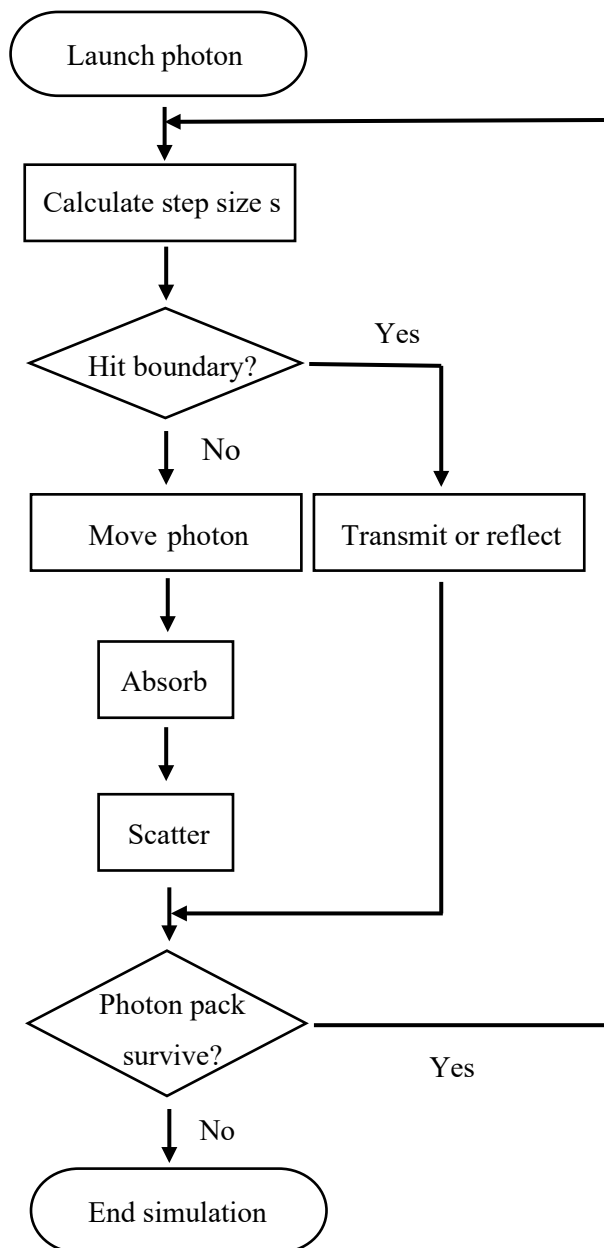 Launch photon
Calculate step size s
Yes
Hit boundary?
No
Move photon
Transmit or reflect
Absorb
Scatter
Photon pack
survive?
Yes
No
End simulation